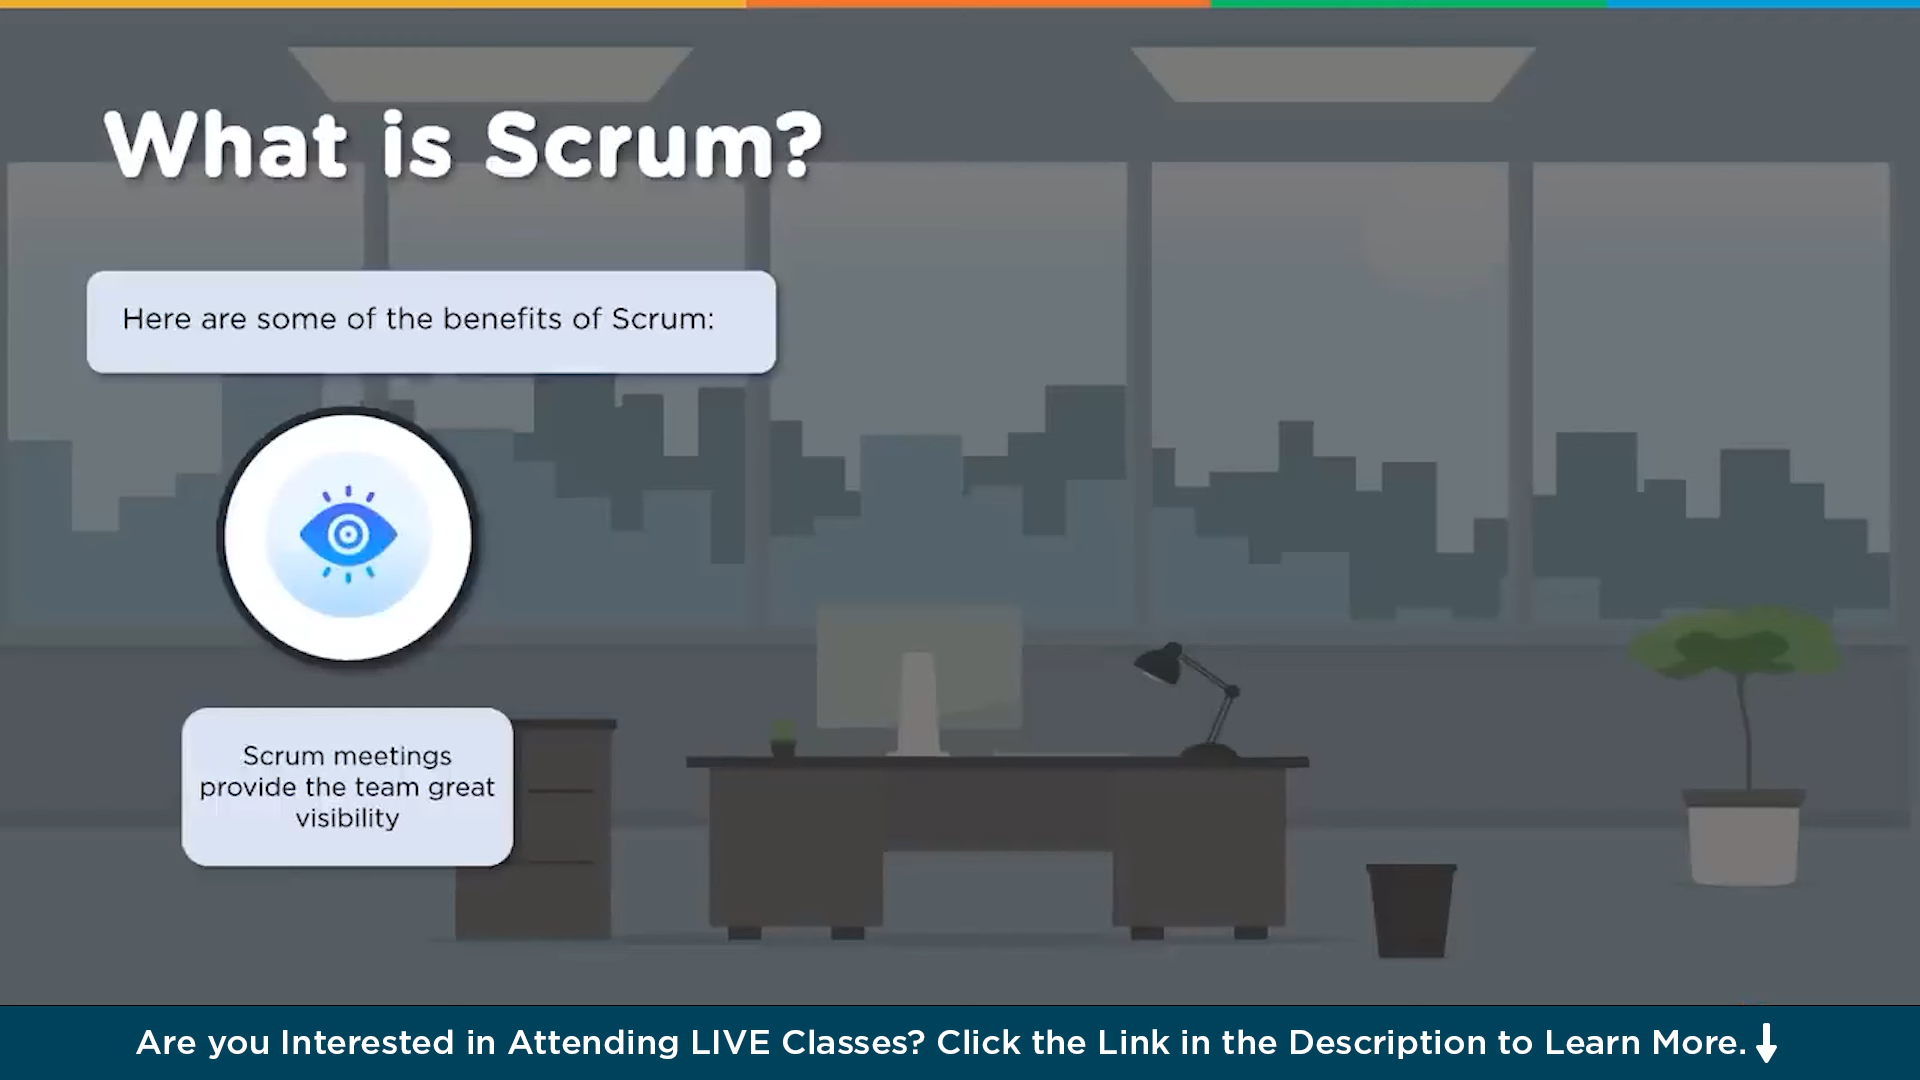 What is Scrum?
Here are some of the benefits of Scrum:
Scrum meetings
provide the team great
visibility
Are you Interested in Attending LIVE Classes? Click the Link in the Description to Learn More.